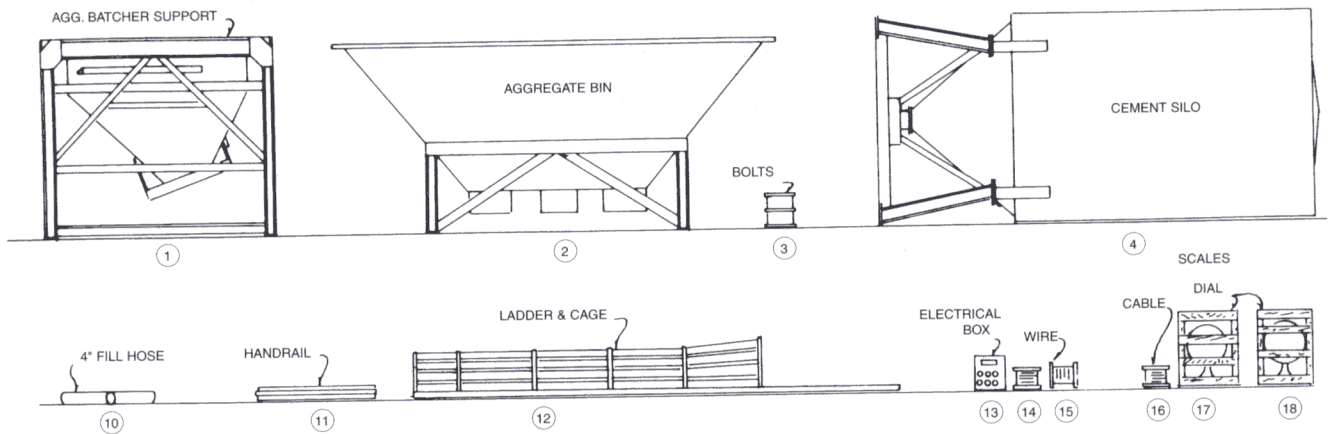 AGG. BATCHER SUPPORT
AGGREGATE BIN
BOLTS
CEMENT SILO
1
2
3
4
4" FILL HOSE
HANDRAIL
LADDER & CAGE
ELECTRICAL
BOX
WIRE
CABLE
SCALES
DIAL
10
11
12
13
14
15
16
17
18